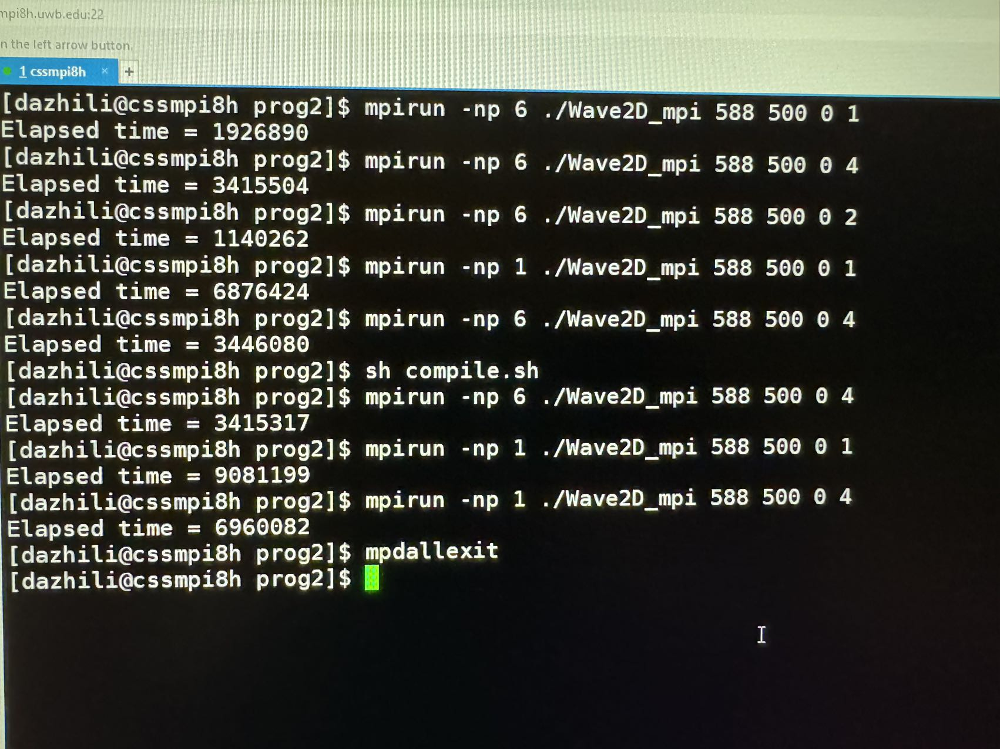 mpi8h.uwb.edu:22
n the left arrow button.
1 cssmpi8h × +
[dazhili@cssmpi8h prog2]$ mpirun -np 6 ./Wave2D_mpi 588 500 0 1
Elapsed time = 1926890
[dazhili@cssmpi8h prog2]$ mpirun -np 6 ./Wave2D_mpi 588 500 0 4
Elapsed time = 3415504
[dazhili@cssmpi8h prog2]$ mpirun -np 6 ./Wave2D_mpi 588 500 0 2
Elapsed time = 1140262
[dazhili@cssmpi8h prog2]$ mpirun -np 1 ./Wave2D_mpi 588 500 0 1
Elapsed time = 6876424
[dazhili@cssmpi8h prog2]$ mpirun -np 6 ./Wave2D_mpi 588 500 0 4
Elapsed time = 3446080
[dazhili@cssmpi8h prog2]$ sh compile.sh
[dazhili@cssmpi8h prog2]$ mpirun -np 6 ./Wave2D_mpi 588 500 0 4
Elapsed time = 3415317
[dazhili@cssmpi8h prog2]$ mpirun -np 1 ./Wave2D_mpi 588 500 0 1
Elapsed time = 9081199
[dazhili@cssmpi8h prog2]$ mpirun -np 1 ./Wave2D_mpi 588 500 0 4
Elapsed time = 6960082
[dazhili@cssmpi8h prog2]$ mpdallexit
[dazhili@cssmpi8h prog2]$